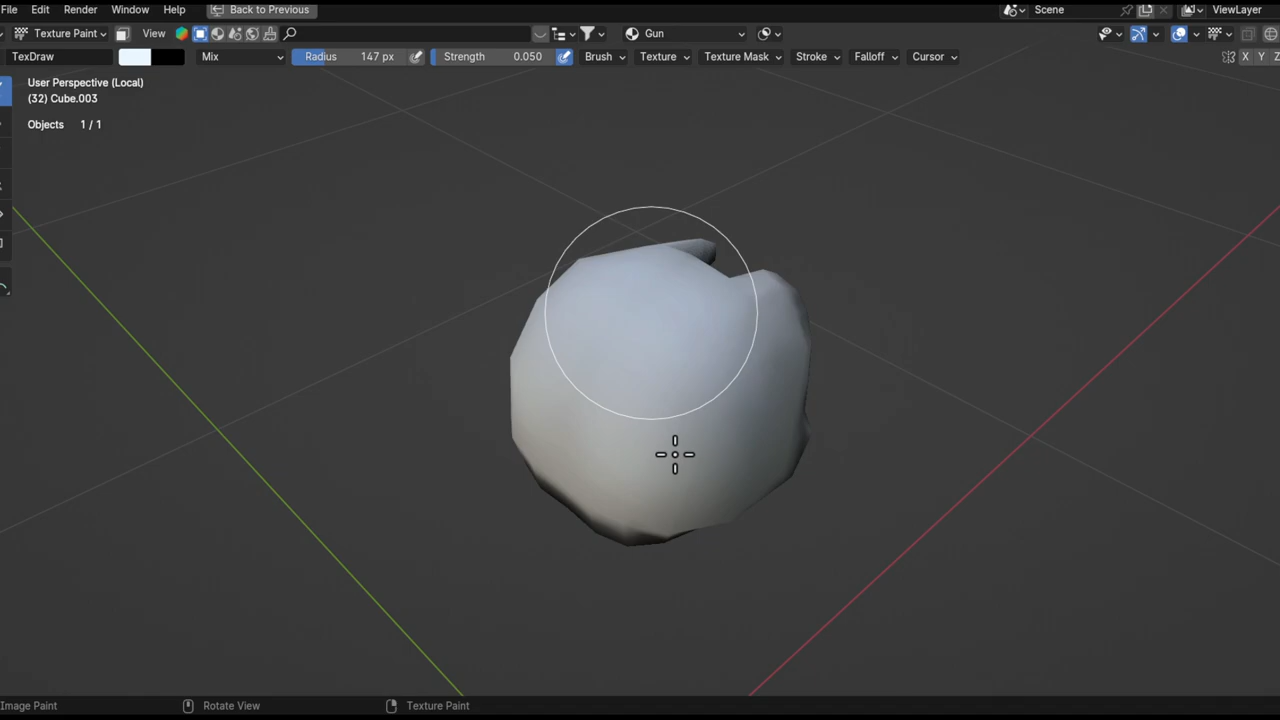 File Edit Render Window Help Back to Previous Scene ViewLayer
Texture Paint View Gun
TexDraw Mix Radius 147 px Strength 0.050 Brush Texture Texture Mask Stroke Falloff Cursor X Y Z
User Perspective (Local)
(32) Cube.003
Objects 1 / 1
Image Paint Rotate View Texture Paint